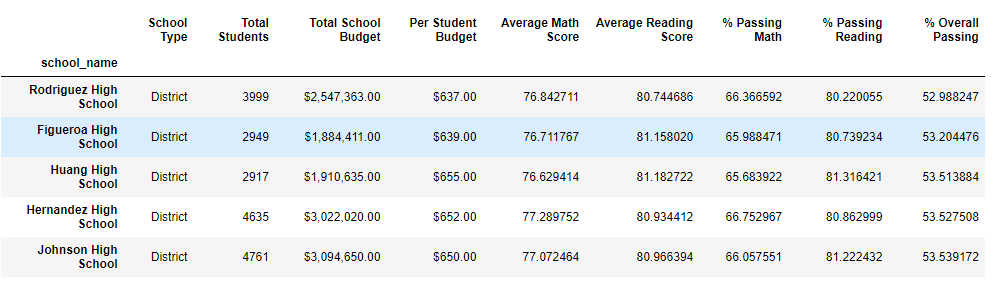 School Type Total Students Total School Budget Per Student Budget Average Math Score Average Reading Score % Passing Math % Passing Reading % Overall Passing
school_name
Rodriguez High School District 3999 $2,547,363.00 $637.00 76.842711 80.744686 66.366592 80.220055 52.988247
Figueroa High School District 2949 $1,884,411.00 $639.00 76.711767 81.158020 65.988471 80.739234 53.204476
Huang High School District 2917 $1,910,635.00 $655.00 76.629414 81.182722 65.683922 81.316421 53.513884
Hernandez High School District 4635 $3,022,020.00 $652.00 77.289752 80.934412 66.752967 80.862999 53.527508
Johnson High School District 4761 $3,094,650.00 $650.00 77.072464 80.966394 66.057551 81.222432 53.539172